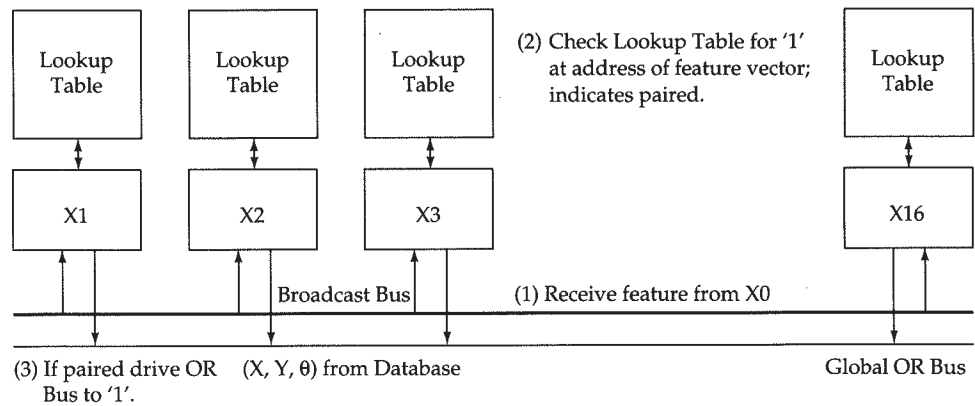 Lookup
Table
Lookup
Table
Lookup
Table
(2) Check Lookup Table for '1'
at address of feature vector;
indicates paired.
Lookup
Table
X1
X2
X3
X16
Broadcast Bus
(1) Receive feature from X0
(3) If paired drive OR
Bus to '1'.
(X, Y, θ) from Database
Global OR Bus